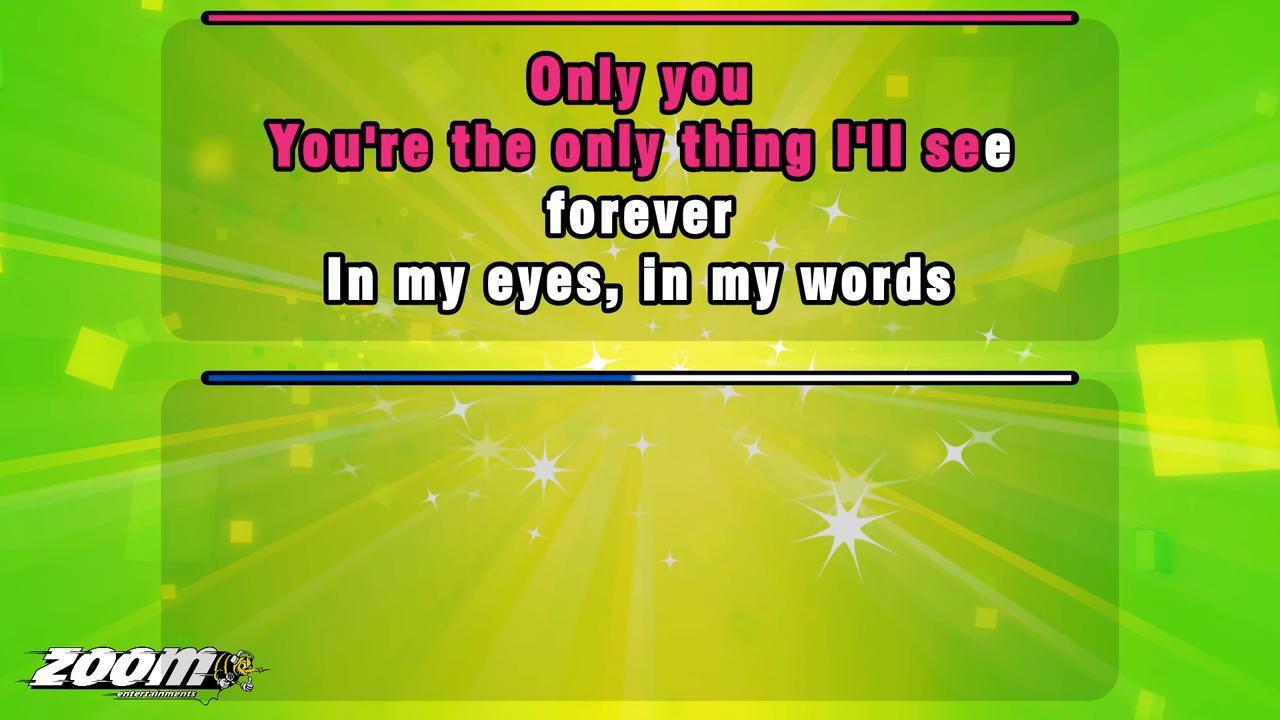 Only you
You're the only thing I'll see
forever
In my eyes, in my words
zoom
entertainments